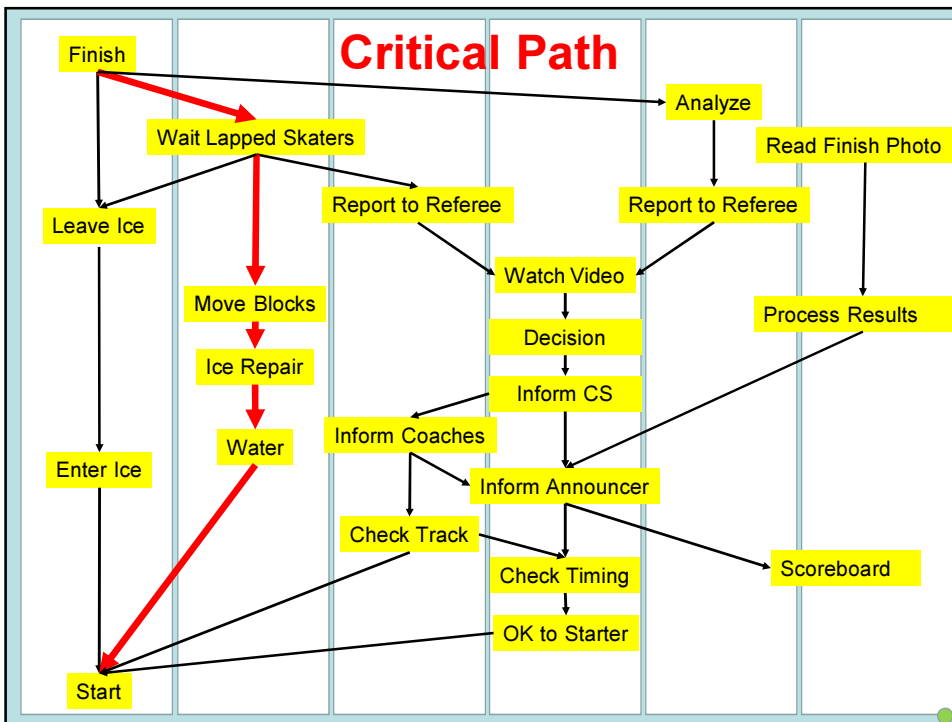 Critical Path
Finish
Analyze
Wait Lapped Skaters
Read Finish Photo
Leave Ice
Report to Referee
Report to Referee
Watch Video
Move Blocks
Process Results
Decision
Ice Repair
Inform CS
Inform Coaches
Water
Enter Ice
Inform Announcer
Check Track
Check Timing
Scoreboard
OK to Starter
Start